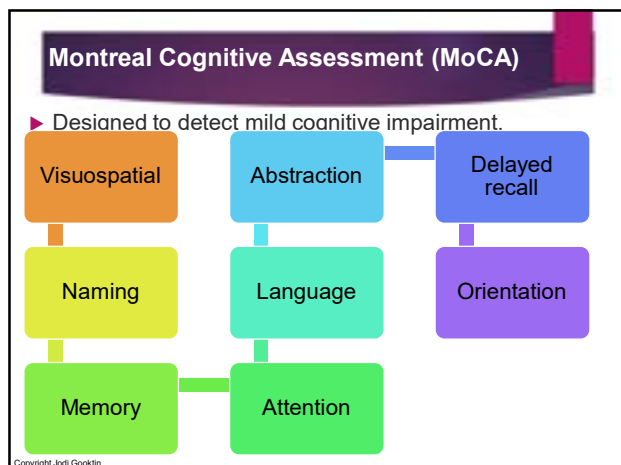 Montreal Cognitive Assessment (MoCA)
► Designed to detect mild cognitive impairment.
Visuospatial
Naming
Memory
Attention
Language
Abstraction
Delayed
recall
Orientation
Copyright Jodi Gooktin